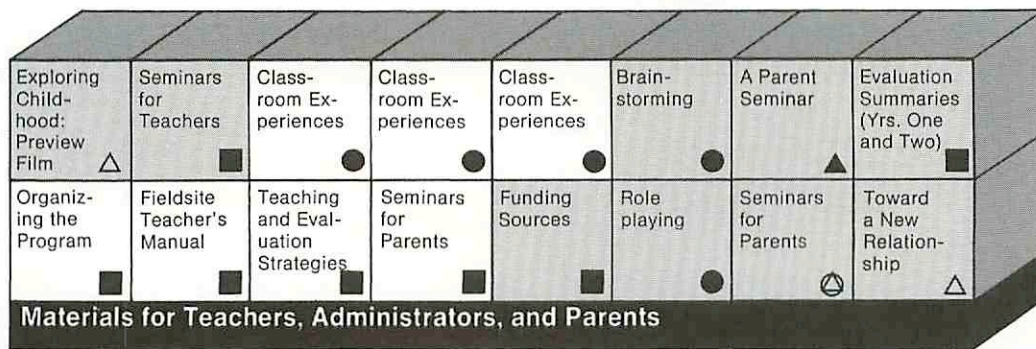 Exploring
Child-
hood:
Preview
Film
Seminars
for
Teachers
Class-
room Ex-
periences
Class-
room Ex-
periences
Class-
room Ex-
periences
Brain-
storming
A Parent
Seminar
Evaluation
Summaries
(Yrs. One
and Two)
Organiz-
ing the
Program
Fieldsite
Teacher's
Manual
Teaching
and Eval-
uation
Strategies
Seminars
for
Parents
Funding
Sources
Role
playing
Seminars
for
Parents
Toward
a New
Relation-
ship
Materials for Teachers, Administrators, and Parents